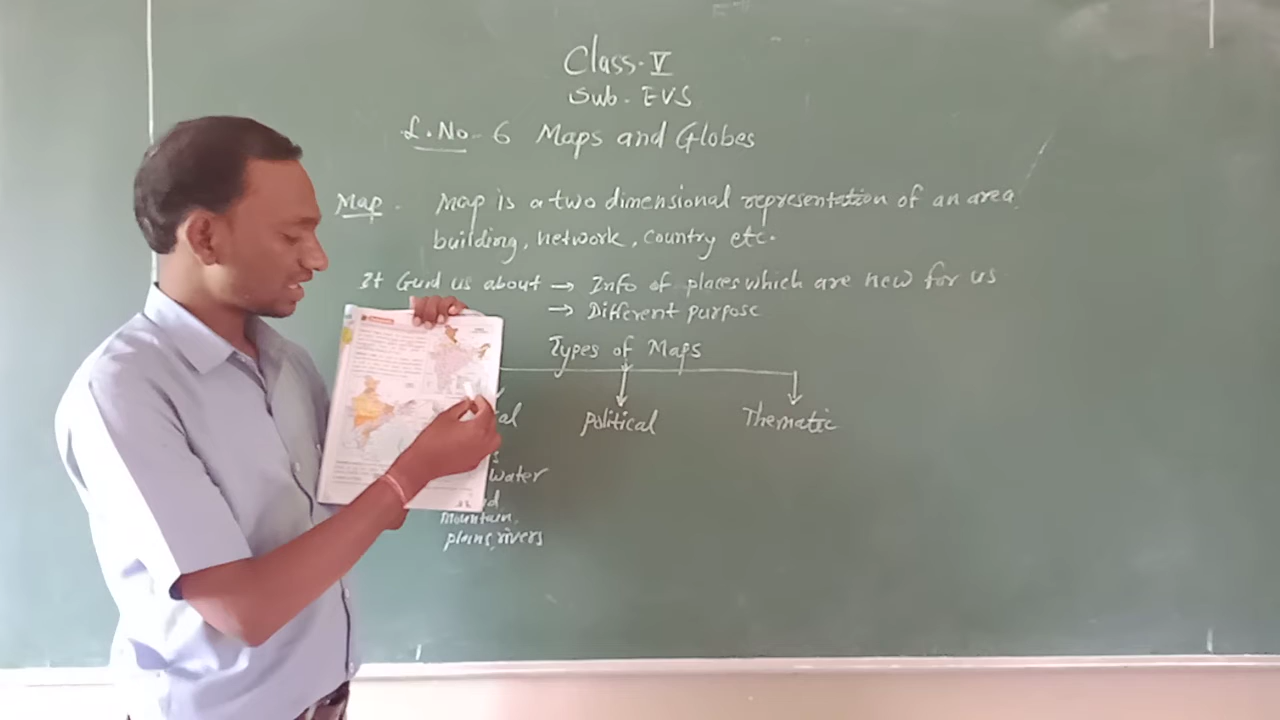 Class-V
Sub. EVS
L.No- 6 Maps and Globes
Map - Map is a two dimensional representation of an area
building, network, country etc.
It Guid us about → Info of places which are new for us
→ Different purpose
Types of Maps
Political Thematic
water
mountain,
plans, rivers